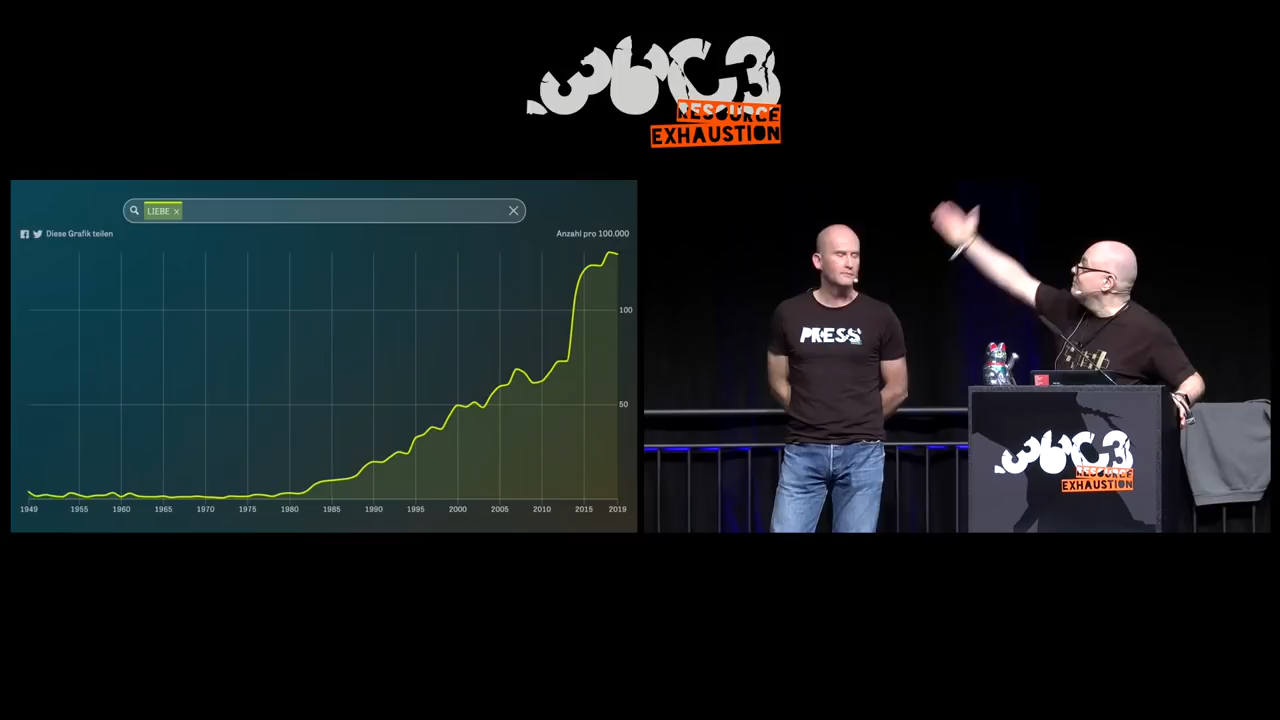 36C3
RESOURCE
EXHAUSTION
LIEBE ×
Diese Grafik teilen
Anzahl pro 100.000
100
50
1949 1955 1960 1965 1970 1975 1980 1985 1990 1995 2000 2005 2010 2015 2019
PRESS
36C3
RESOURCE
EXHAUSTION